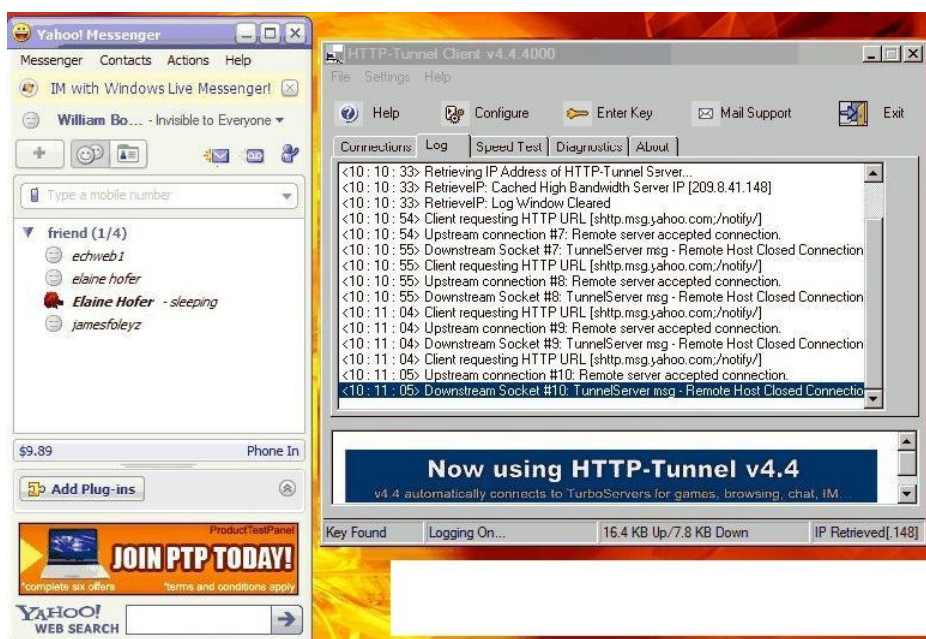 Yahoo! Messenger
Messenger Contacts Actions Help
IM with Windows Live Messenger!
William Bo... - Invisible to Everyone
Type a mobile number
friend (1/4)
echweb1
elaine hofer
Elaine Hofer - sleeping
jamesfoleyz
$9.89 Phone In
Add Plug-ins
ProductTestPanel
JOIN PTP TODAY!
*complete six offers *terms and conditions apply
YAHOO!
WEB SEARCH
HTTP-Tunnel Client v4.4.4000
File Settings Help
Help Configure Enter Key Mail Support Exit
Connections Log Speed Test Diagnostics About
<10 : 10 : 33> Retrieving IP Address of HTTP-Tunnel Server...
<10 : 10 : 33> RetrieveIP: Cached High Bandwidth Server IP [209.8.41.148]
<10 : 10 : 33> RetrieveIP: Log Window Cleared
<10 : 10 : 54> Client requesting HTTP URL [shttp.msg.yahoo.com;/notify/]
<10 : 10 : 54> Upstream connection #7: Remote server accepted connection.
<10 : 10 : 55> Downstream Socket #7: TunnelServer msg - Remote Host Closed Connection
<10 : 10 : 55> Client requesting HTTP URL [shttp.msg.yahoo.com;/notify/]
<10 : 10 : 55> Upstream connection #8: Remote server accepted connection.
<10 : 10 : 55> Downstream Socket #8: TunnelServer msg - Remote Host Closed Connection
<10 : 11 : 04> Client requesting HTTP URL [shttp.msg.yahoo.com;/notify/]
<10 : 11 : 04> Upstream connection #9: Remote server accepted connection.
<10 : 11 : 04> Downstream Socket #9: TunnelServer msg - Remote Host Closed Connection
<10 : 11 : 04> Client requesting HTTP URL [shttp.msg.yahoo.com;/notify/]
<10 : 11 : 05> Upstream connection #10: Remote server accepted connection.
<10 : 11 : 05> Downstream Socket #10: TunnelServer msg - Remote Host Closed Connectio
Now using HTTP-Tunnel v4.4
v4.4 automatically connects to TurboServers for games, browsing, chat, IM...
Key Found Logging On... 16.4 KB Up/7.8 KB Down IP Retrieved[.148]